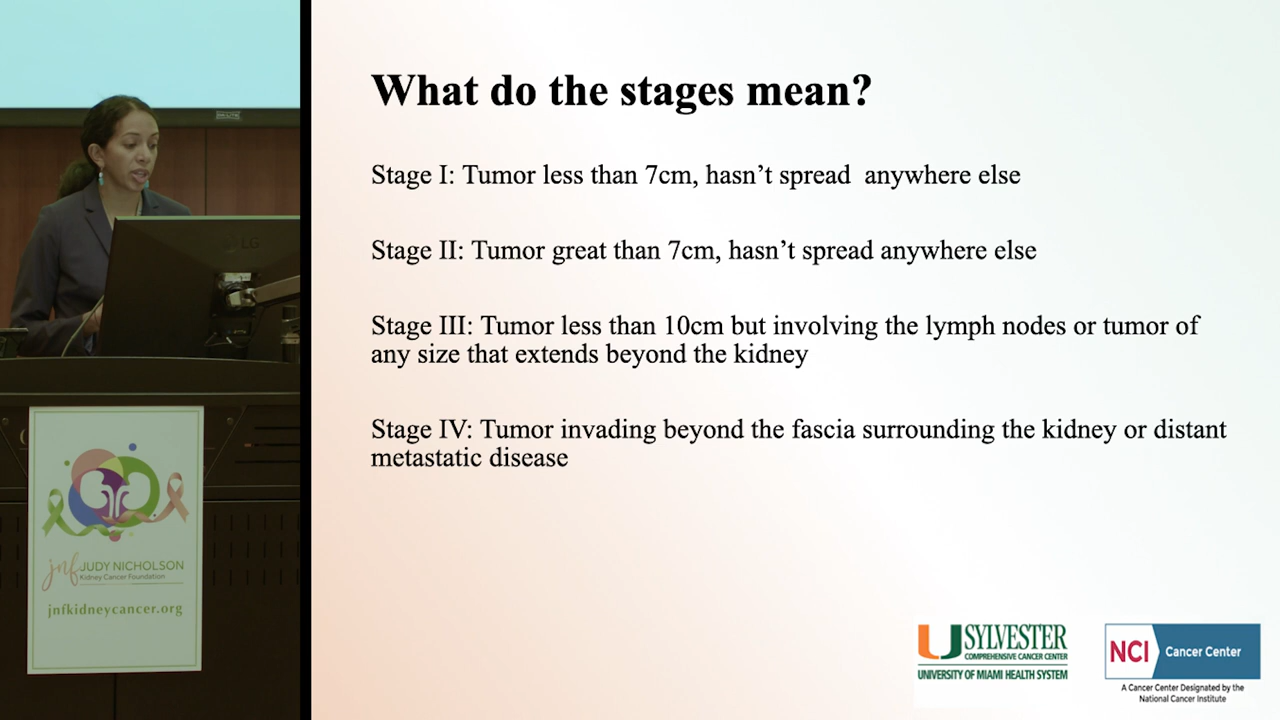 What do the stages mean?
Stage I: Tumor less than 7cm, hasn't spread  anywhere else
Stage II: Tumor great than 7cm, hasn't spread anywhere else
Stage III: Tumor less than 10cm but involving the lymph nodes or tumor of
any size that extends beyond the kidney
Stage IV: Tumor invading beyond the fascia surrounding the kidney or distant
metastatic disease
LG
jnf JUDY NICHOLSON
Kidney Cancer Foundation
jnfkidneycancer.org
U SYLVESTER
COMPREHENSIVE CANCER CENTER
UNIVERSITY OF MIAMI HEALTH SYSTEM
NCI Cancer Center
A Cancer Center Designated by the
National Cancer Institute